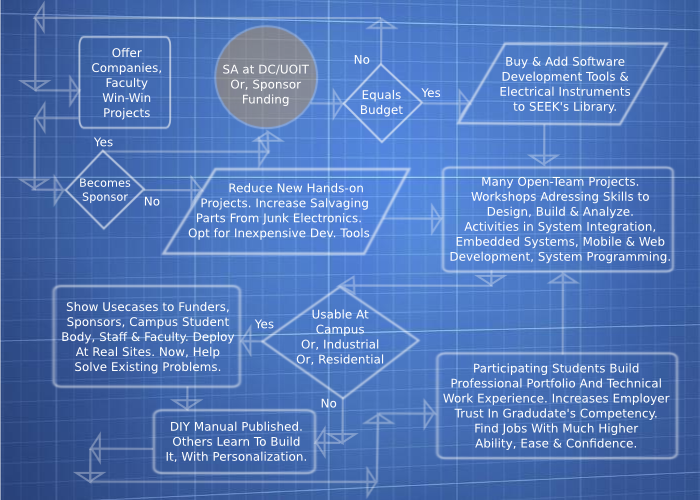 Offer
Companies,
Faculty
Win-Win
Projects
SA at DC/UOIT
Or, Sponsor
Funding
No
Equals
Budget
Yes
Buy & Add Software
Development Tools &
Electrical Instruments
to SEEK's Library.
Yes
Becomes
Sponsor
No
Reduce New Hands-on
Projects. Increase Salvaging
Parts From Junk Electronics.
Opt for Inexpensive Dev. Tools
Many Open-Team Projects.
Workshops Adressing Skills to
Design, Build & Analyze.
Activities in System Integration,
Embedded Systems, Mobile & Web
Development, System Programming.
Show Usecases to Funders,
Sponsors, Campus Student
Body, Staff & Faculty. Deploy
At Real Sites. Now, Help
Solve Existing Problems.
Yes
Usable At
Campus
Or, Industrial
Or, Residential
No
Participating Students Build
Professional Portfolio And Technical
Work Experience. Increases Employer
Trust In Gradudate's Competency.
Find Jobs With Much Higher
Ability, Ease & Confidence.
DIY Manual Published.
Others Learn To Build
It, With Personalization.